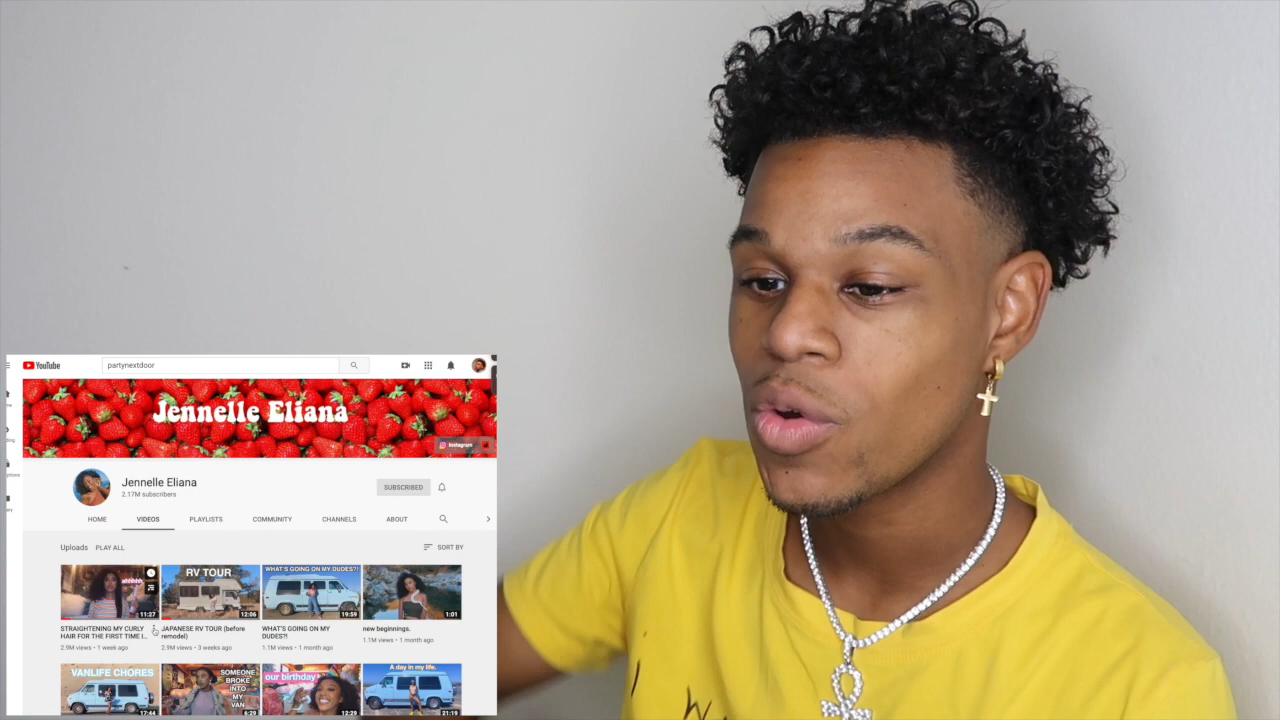 YouTube
partynextdoor
Jennelle Eliana
Instagram
Jennelle Eliana
2.17M subscribers
SUBSCRIBED
HOME VIDEOS PLAYLISTS COMMUNITY CHANNELS ABOUT
Uploads PLAY ALL SORT BY
ahhhhh
11:27
RV TOUR
12:06
WHAT'S GOING ON MY DUDES?!
19:59
1:01
STRAIGHTENING MY CURLY
HAIR FOR THE FIRST TIME I...
2.9M views • 1 week ago
JAPANESE RV TOUR (before
remodel)
2.9M views • 3 weeks ago
WHAT'S GOING ON MY
DUDES?!
1.1M views • 1 month ago
new beginnings.
1.1M views • 1 month ago
VANLIFE CHORES
17:44
SOMEONE
BROKE
INTO
MY
VAN
6:29
our birthday
12:29
A day in my life.
21:19